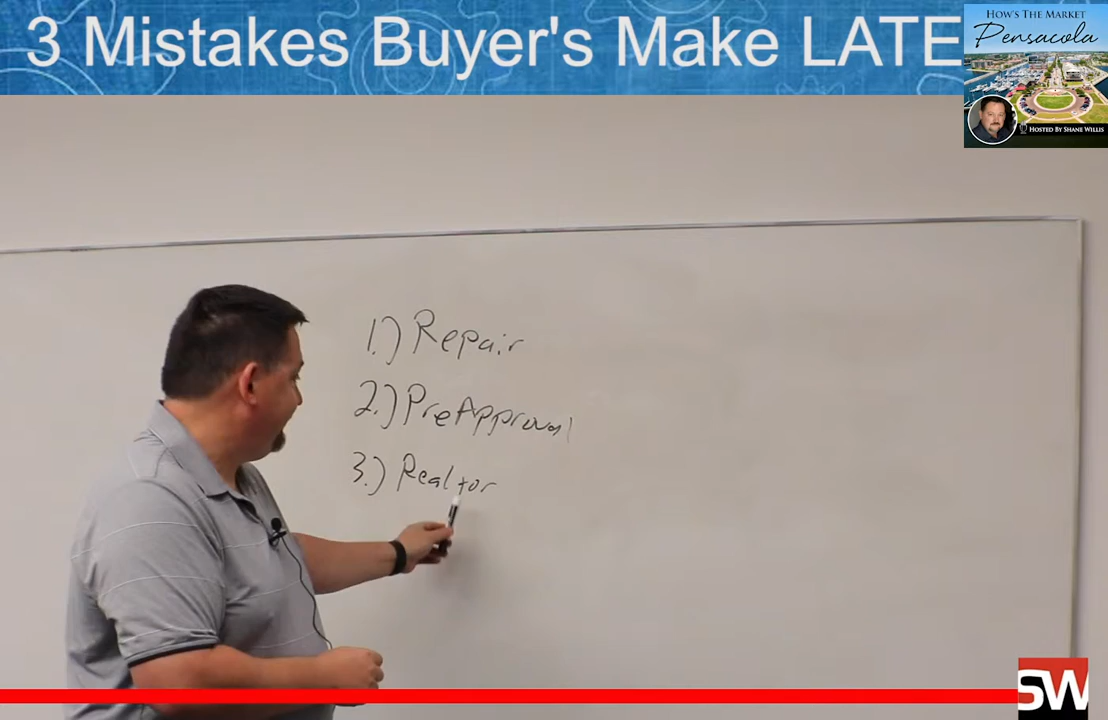 3 Mistakes Buyer's Make LATE
How's The Market
Pensacola
Hosted By Shane Willis
1.) Repair
2.) PreApproval
3.) Realtor
SW